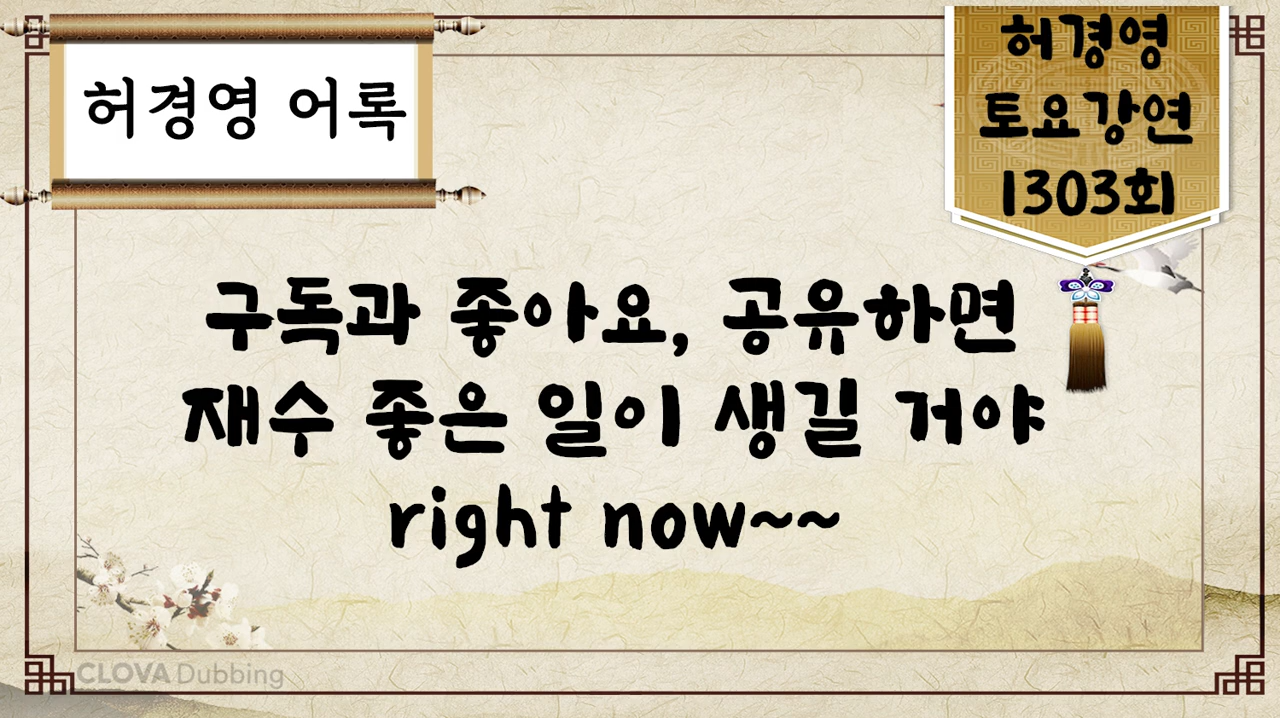 허경영 어록
허경영
토요강연
1303회
구독과 좋아요, 공유하면
재수 좋은 일이 생길 거야
right now~~
CLOVA Dubbing